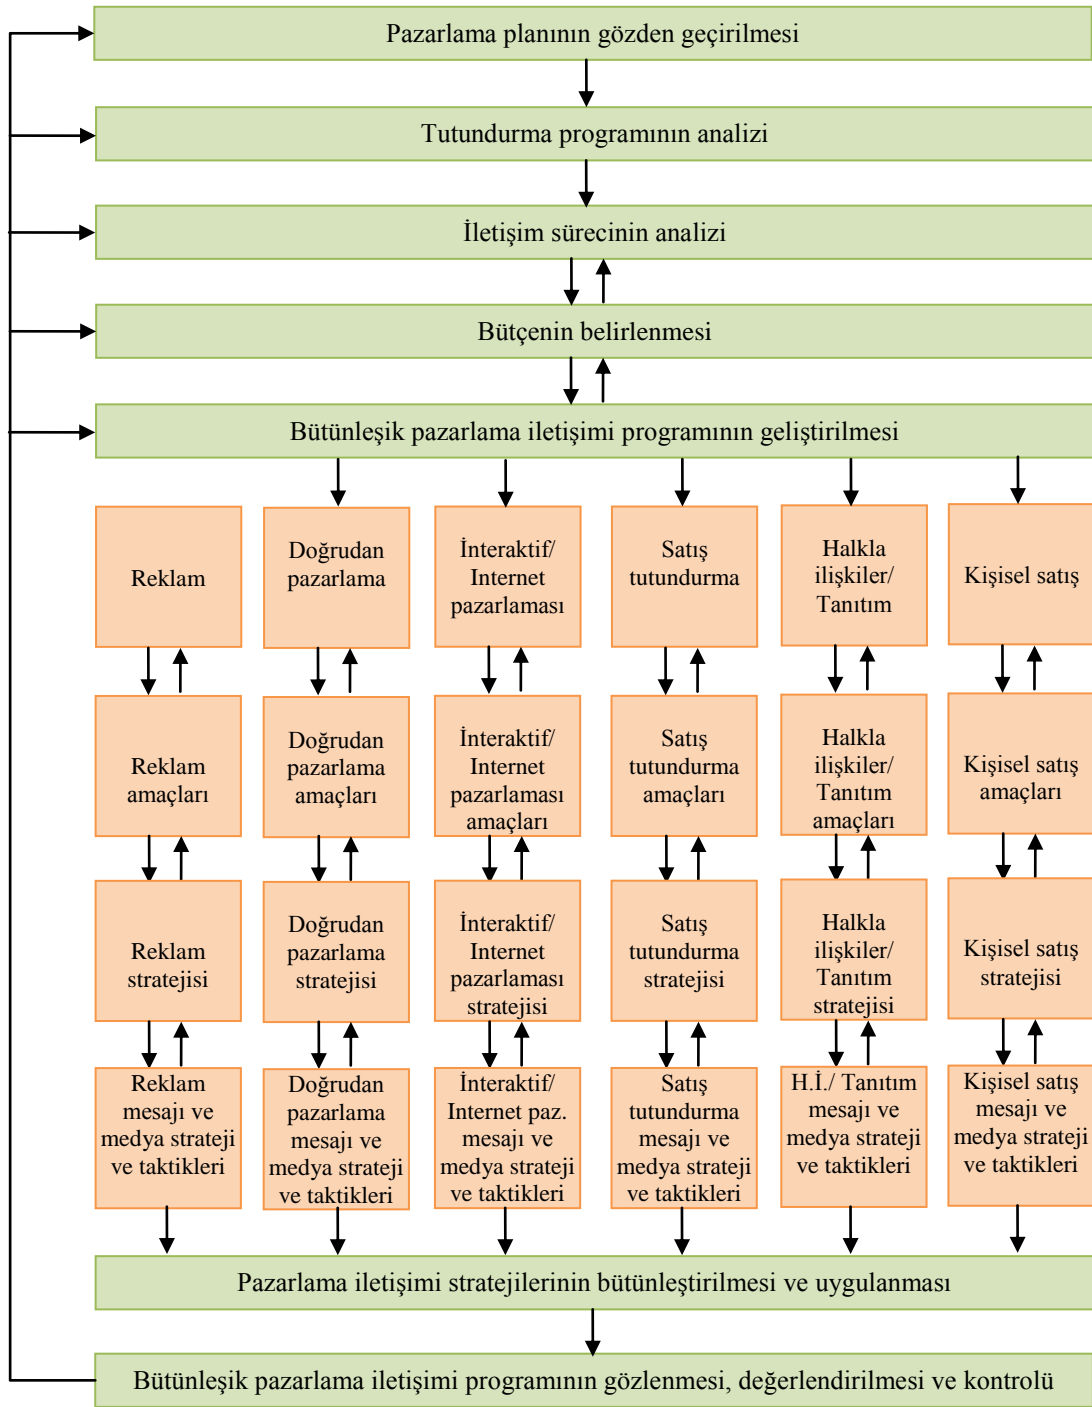 Pazarlama planının gözden geçirilmesi
Tutundurma programının analizi
İletişim sürecinin analizi
Bütçenin belirlenmesi
Bütünleşik pazarlama iletişimi programının geliştirilmesi
Reklam
Doğrudan
pazarlama
İnteraktif/
Internet
pazarlaması
Satış
tutundurma
Halkla
ilişkiler/
Tanıtım
Kişisel satış
Reklam
amaçları
Doğrudan
pazarlama
amaçları
İnteraktif/
Internet
pazarlaması
amaçları
Satış
tutundurma
amaçları
Halkla
ilişkiler/
Tanıtım
amaçları
Kişisel satış
amaçları
Reklam
stratejisi
Doğrudan
pazarlama
stratejisi
İnteraktif/
Internet
pazarlaması
stratejisi
Satış
tutundurma
stratejisi
Halkla
ilişkiler/
Tanıtım
stratejisi
Kişisel satış
stratejisi
Reklam
mesajı ve
medya strateji
ve taktikleri
Doğrudan
pazarlama
mesajı ve
medya strateji
ve taktikleri
İnteraktif/
Internet paz.
mesajı ve
medya strateji
ve taktikleri
Satış
tutundurma
mesajı ve
medya strateji
ve taktikleri
H.İ./ Tanıtım
mesajı ve
medya strateji
ve taktikleri
Kişisel satış
mesajı ve
medya strateji
ve taktikleri
Pazarlama iletişimi stratejilerinin bütünleştirilmesi ve uygulanması
Bütünleşik pazarlama iletişimi programının gözlenmesi, değerlendirilmesi ve kontrolü